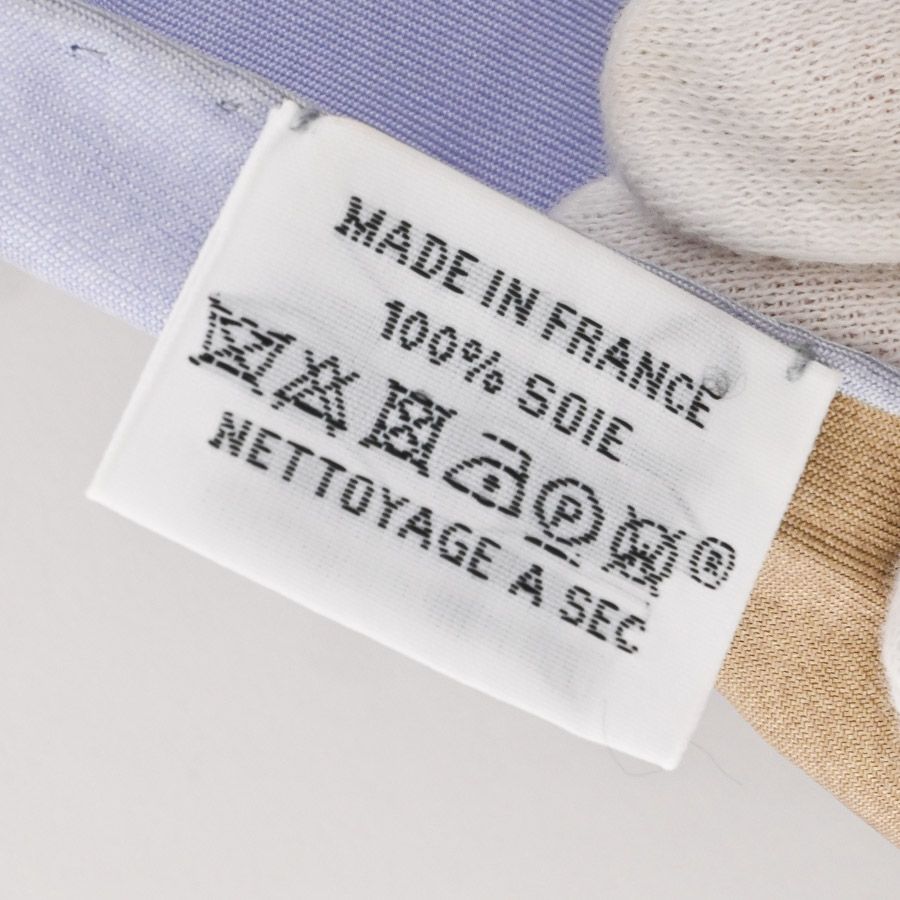 MADE IN FRANCE
100% SOIE
P W ®
NETTOYAGE A SEC